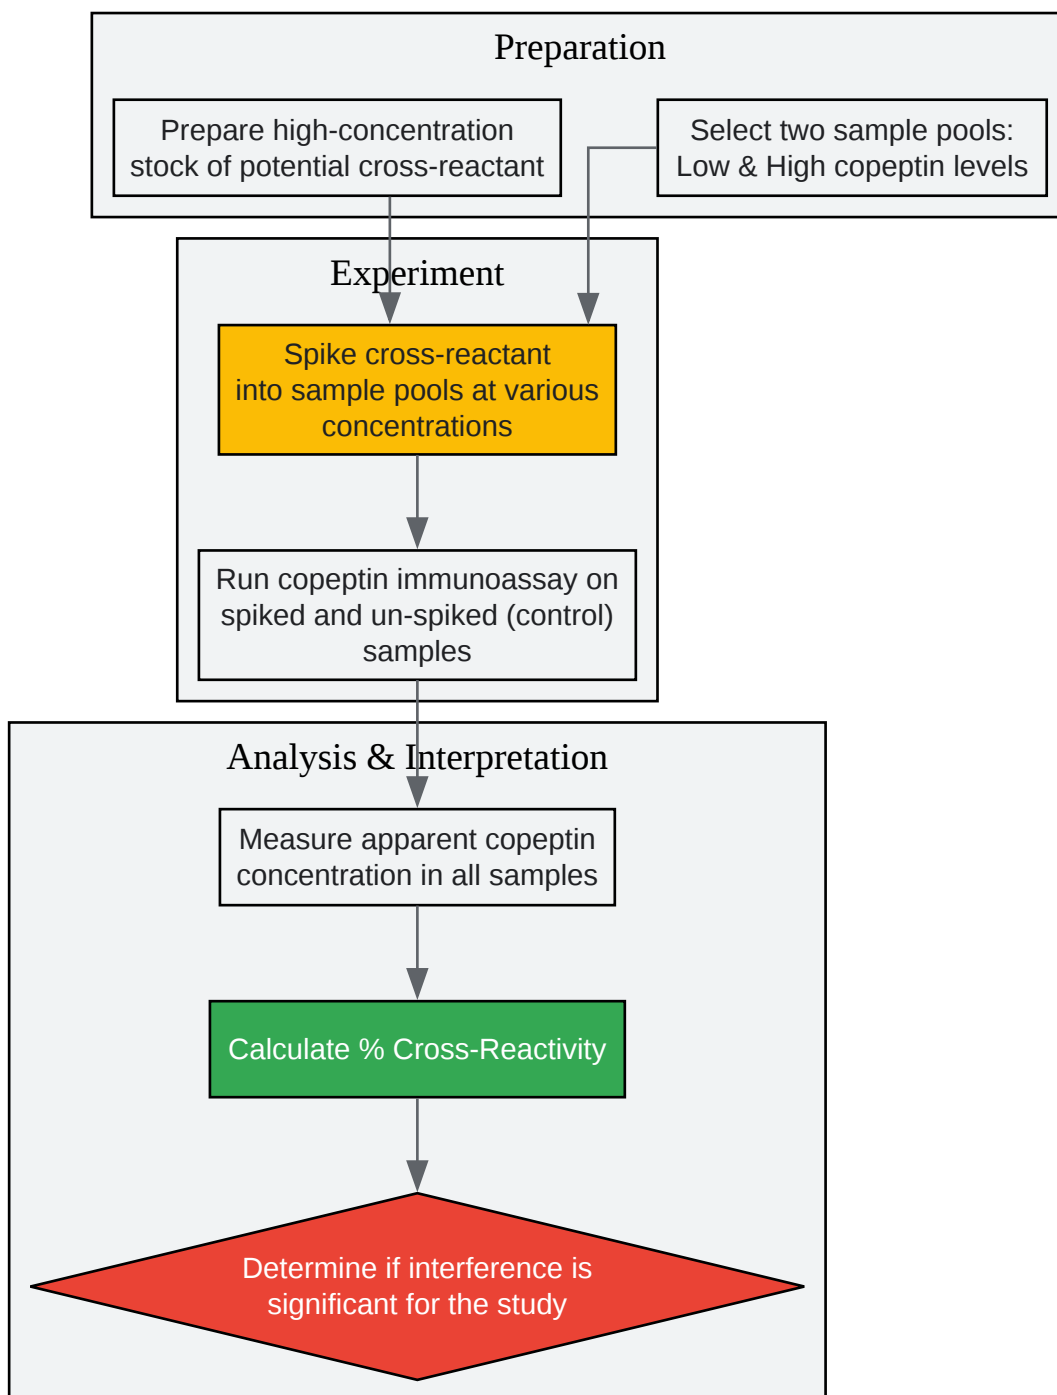 Preparation
Prepare high-concentration
stock of potential cross-reactant
Select two sample pools:
Low & High copeptin levels
Experiment
Spike cross-reactant
into sample pools at various
concentrations
Run copeptin immunoassay on
spiked and un-spiked (control)
samples
Analysis & Interpretation
Measure apparent copeptin
concentration in all samples
Calculate % Cross-Reactivity
Determine if interference is
significant for the study